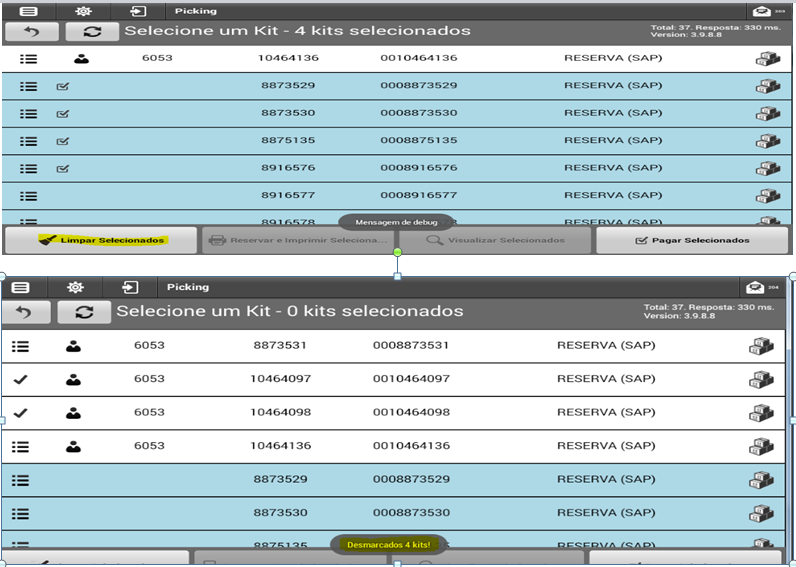 Picking 304
Selecione um Kit - 4 kits selecionados
Total: 37. Resposta: 330 ms.
Version: 3.9.8.8
6053 10464136 0010464136 RESERVA (SAP)
8873529 0008873529 RESERVA (SAP)
8873530 0008873530 RESERVA (SAP)
8875135 0008875135 RESERVA (SAP)
8916576 0008916576 RESERVA (SAP)
8916577 0008916577 RESERVA (SAP)
8916578 RESERVA (SAP)
Mensagem de debug
Limpar Selecionados Reservar e Imprimir Seleciona... Visualizar Selecionados Pagar Selecionados
Picking 304
Selecione um Kit - 0 kits selecionados
Total: 37. Resposta: 330 ms.
Version: 3.9.8.8
6053 8873531 0008873531 RESERVA (SAP)
6053 10464097 0010464097 RESERVA (SAP)
6053 10464098 0010464098 RESERVA (SAP)
6053 10464136 0010464136 RESERVA (SAP)
8873529 0008873529 RESERVA (SAP)
8873530 0008873530 RESERVA (SAP)
8875135 RESERVA (SAP)
Desmarcados 4 kits!